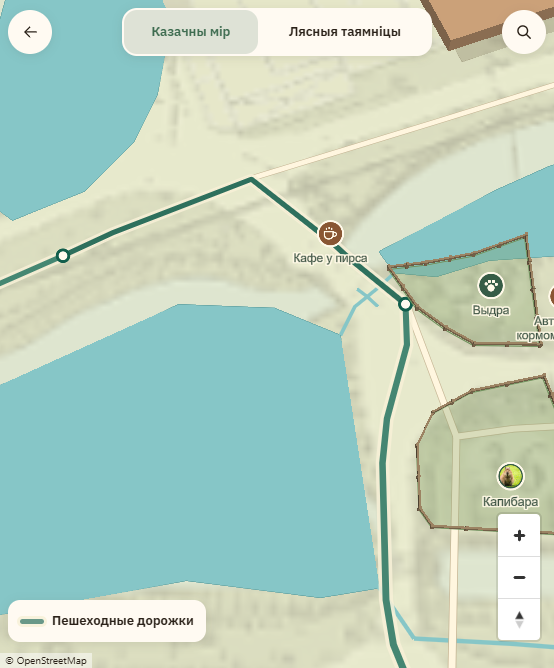 Казачны мір
Лясныя таямніцы
Кафе у пирса
Выдра
Капибара
Пешеходные дорожки
© OpenStreetMap